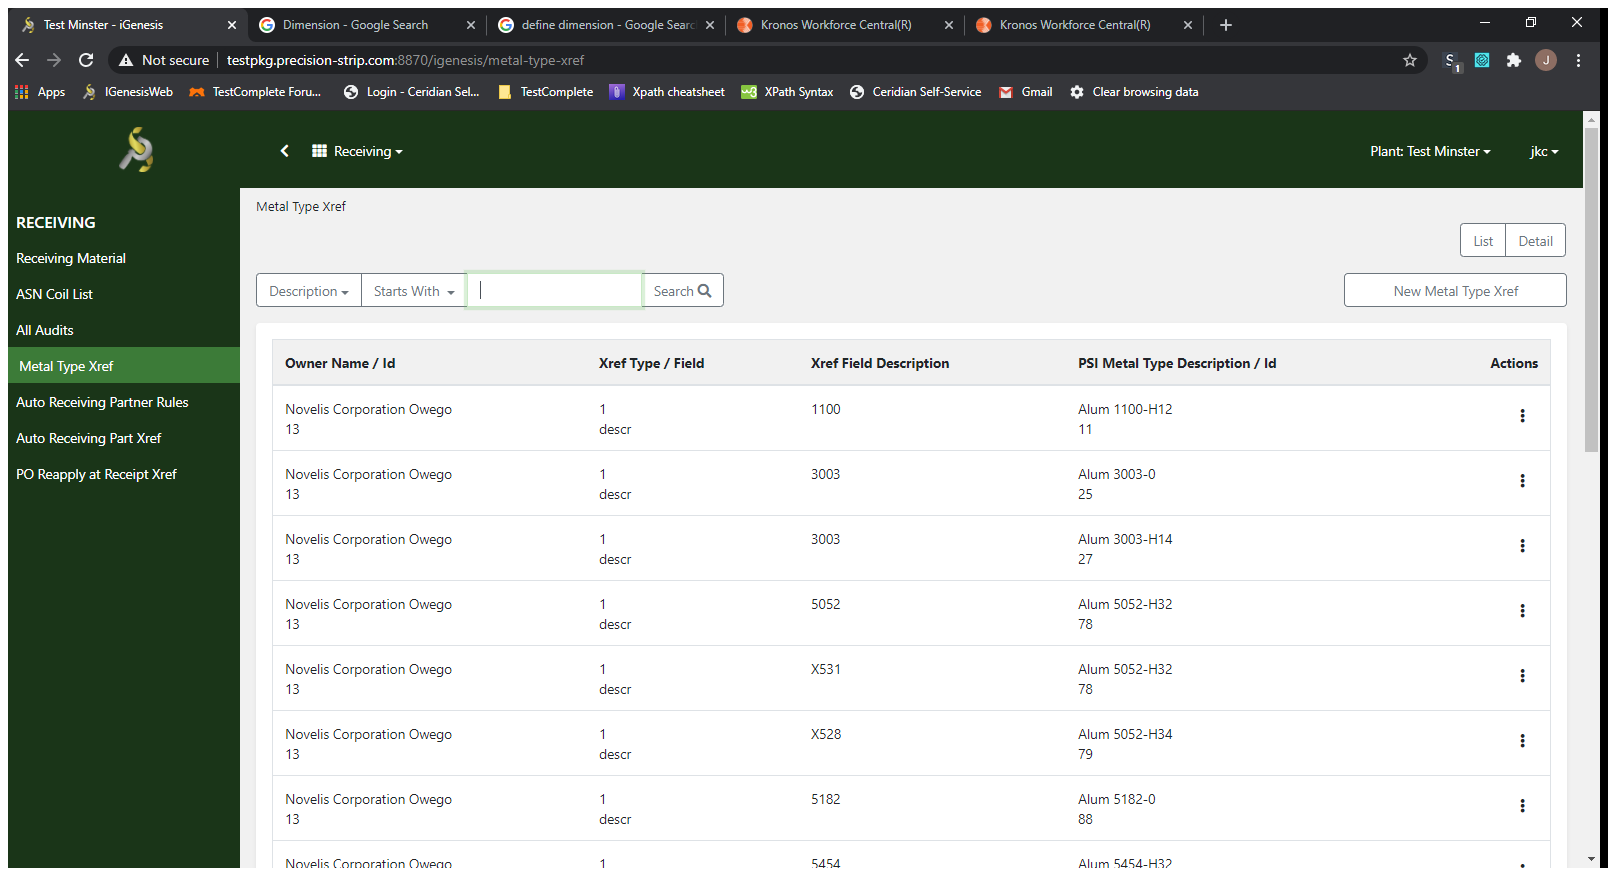 Test Minster - iGenesis
Dimension - Google Search
define dimension - Google Searc
Kronos Workforce Central(R)
Kronos Workforce Central(R)
Not secure
testpkg.precision-strip.com:8870/igenesis/metal-type-xref
S 1
J
Apps
IGenesisWeb
TestComplete Foru...
Login - Ceridian Sel...
TestComplete
Xpath cheatsheet
XPath Syntax
Ceridian Self-Service
Gmail
Clear browsing data
Receiving
Plant: Test Minster
jkc
RECEIVING
Receiving Material
ASN Coil List
All Audits
Metal Type Xref
Auto Receiving Partner Rules
Auto Receiving Part Xref
PO Reapply at Receipt Xref
Metal Type Xref
List
Detail
Description
Starts With
Search
New Metal Type Xref
Owner Name / Id Xref Type / Field Xref Field Description PSI Metal Type Description / Id Actions
Novelis Corporation Owego 1 1100 Alum 1100-H12
13 descr 11
Novelis Corporation Owego 1 3003 Alum 3003-0
13 descr 25
Novelis Corporation Owego 1 3003 Alum 3003-H14
13 descr 27
Novelis Corporation Owego 1 5052 Alum 5052-H32
13 descr 78
Novelis Corporation Owego 1 X531 Alum 5052-H32
13 descr 78
Novelis Corporation Owego 1 X528 Alum 5052-H34
13 descr 79
Novelis Corporation Owego 1 5182 Alum 5182-0
13 descr 88
Novelis Corporation Owego 1 5454 Alum 5454-H32